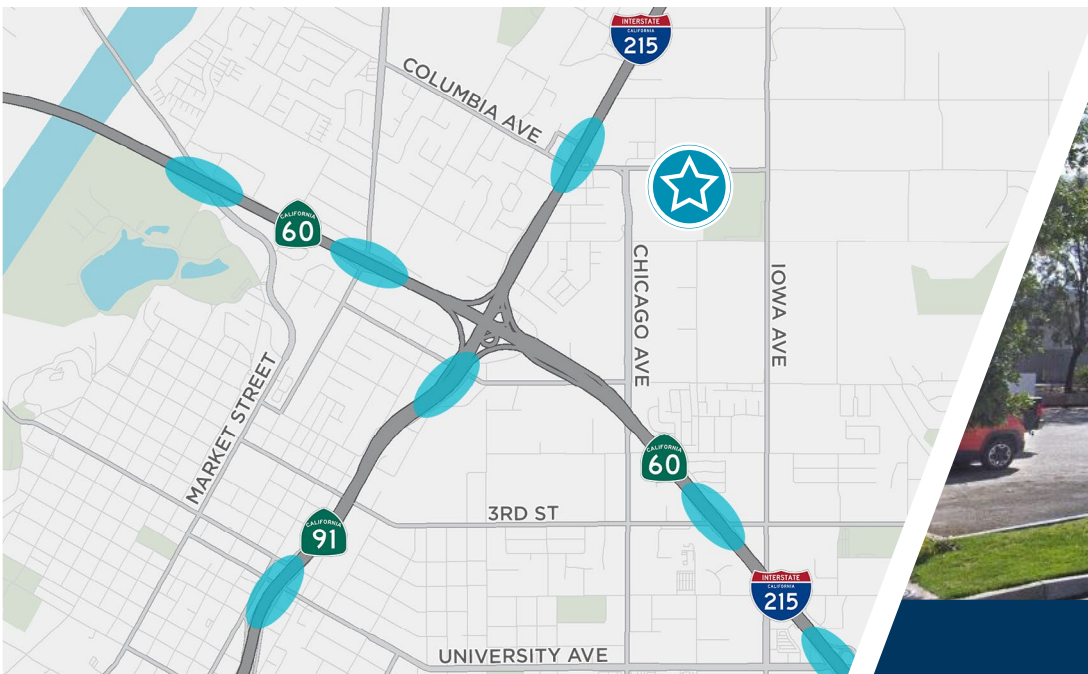 INTERSTATE
CALIFORNIA
215
COLUMBIA AVE
CALIFORNIA
60
CHICAGO AVE
IOWA AVE
MARKET STREET
CALIFORNIA
60
3RD ST
CALIFORNIA
91
INTERSTATE
CALIFORNIA
215
UNIVERSITY AVE